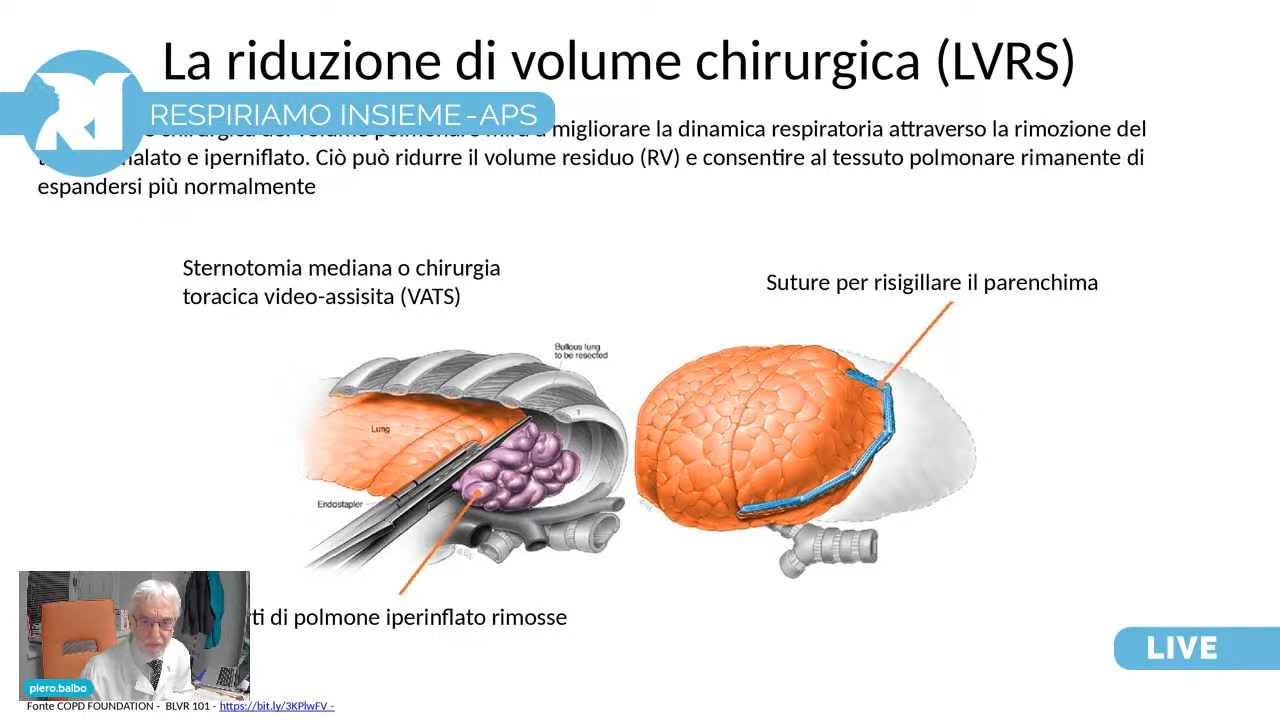 La riduzione di volume chirurgica (LVRS)
RI
RESPIRIAMO INSIEME-APS
migliorare la dinamica respiratoria attraverso la rimozione del
e iperniflato. Ciò può ridurre il volume residuo (RV) e consentire al tessuto polmonare rimanente di
espandersi più normalmente
Sternotomia mediana o chirurgia
toracica video-assisita (VATS)
Suture per risigillare il parenchima
Bullous lung
to be resected
Lung
Endostapler
di polmone iperinflato rimosse
LIVE
piero.balbo
Fonte COPD FOUNDATION - BLVR 101 - https://bit.ly/3KPlwFV -